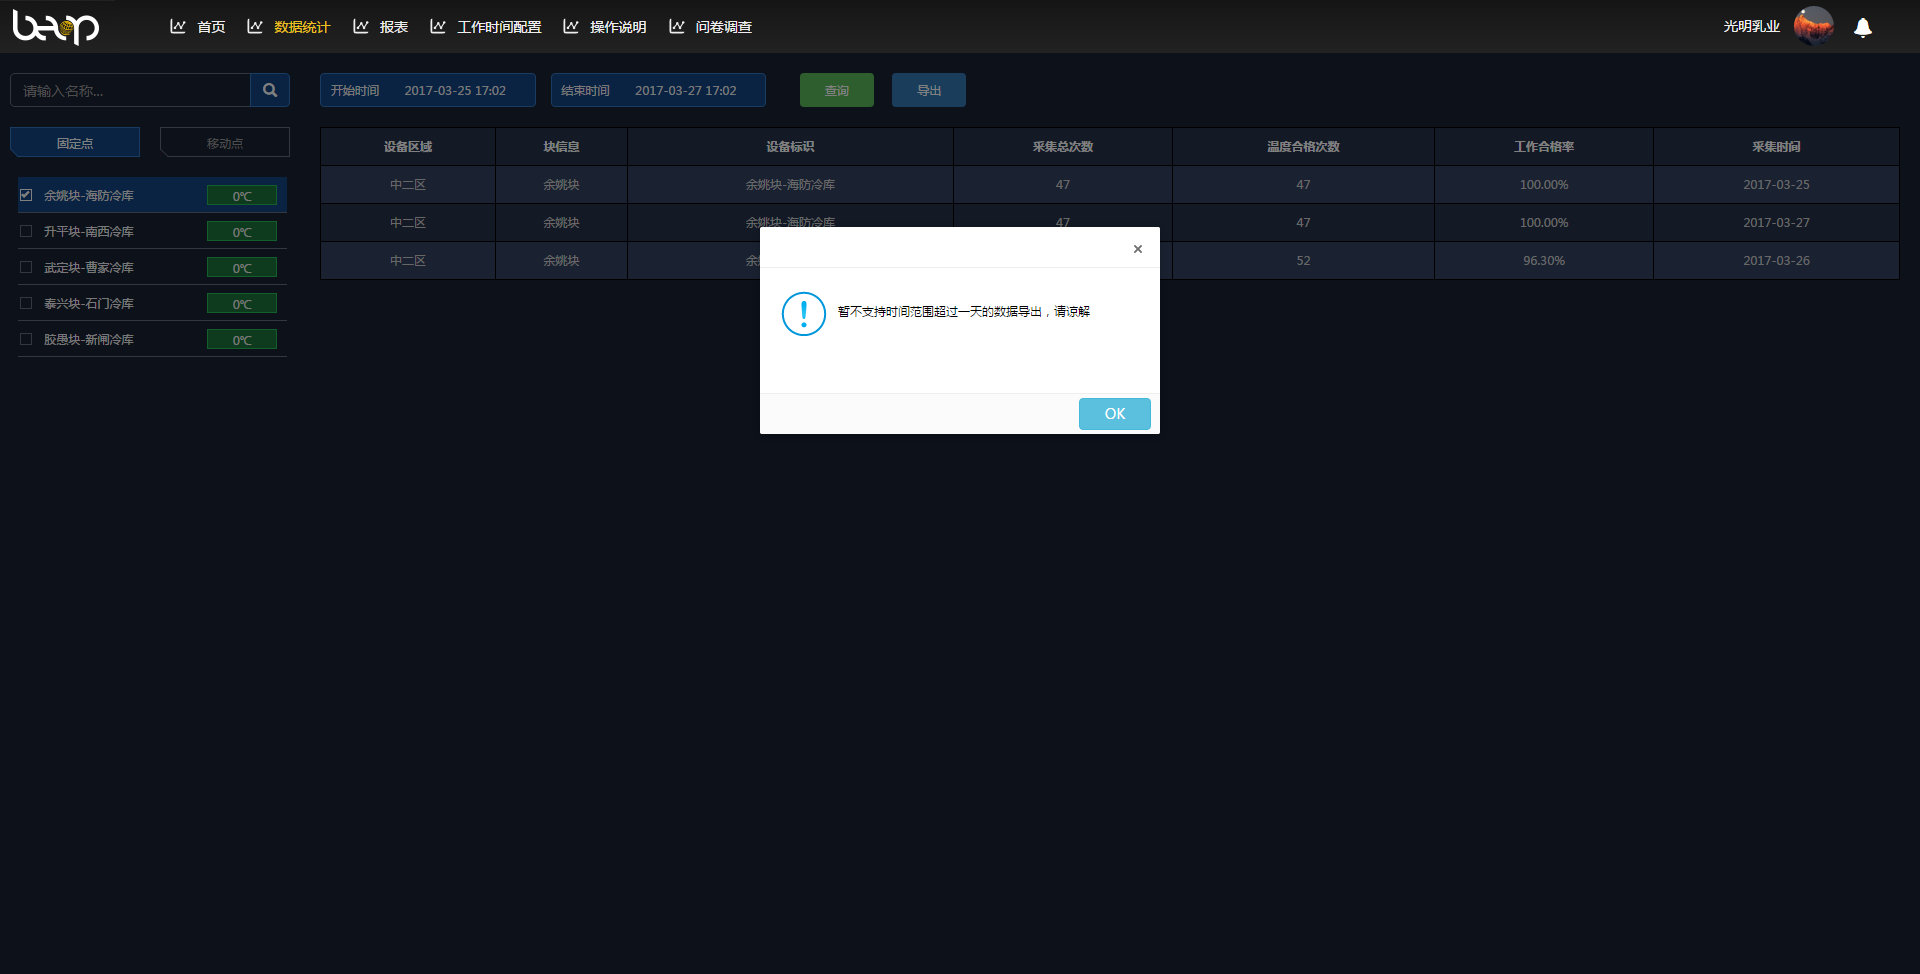 beop
首页
数据统计
报表
工作时间配置
操作说明
问卷调查
光明乳业
请输入名称...
开始时间 2017-03-25 17:02
结束时间 2017-03-27 17:02
查询
导出
固定点
移动点
余姚块-海防冷库 0℃
升平块-南西冷库 0℃
武定块-曹家冷库 0℃
泰兴块-石门冷库 0℃
胶愚块-新闸冷库 0℃
设备区域 块信息 设备标识 采集总次数 温度合格次数 工作合格率 采集时间
中二区 余姚块 余姚块-海防冷库 47 47 100.00% 2017-03-25
中二区 余姚块 余姚块-海防冷库 47 47 100.00% 2017-03-27
中二区 余姚块 余 52 96.30% 2017-03-26
×
暂不支持时间范围超过一天的数据导出，请谅解
OK